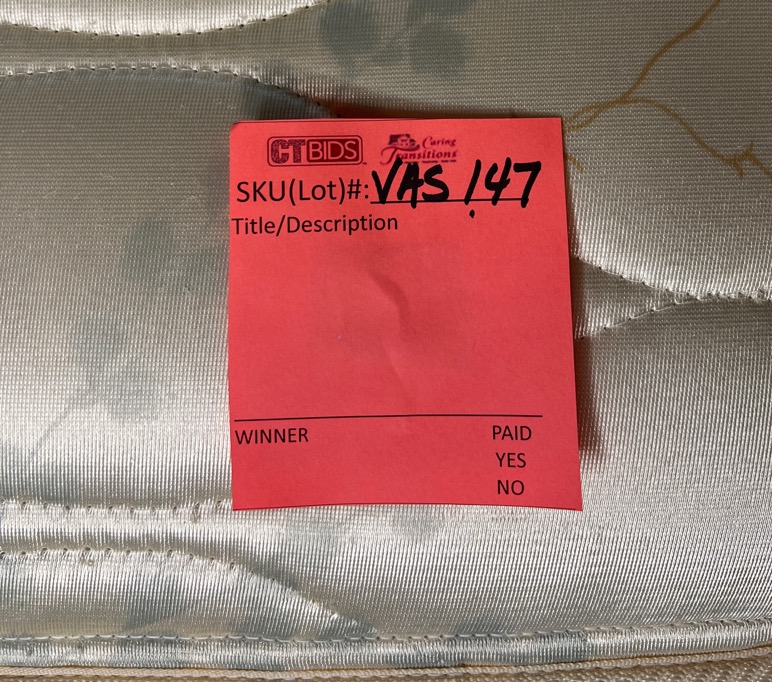 CTBIDS Caring Transitions
SKU(Lot)#: VAS 147
Title/Description
WINNER PAID
YES
NO